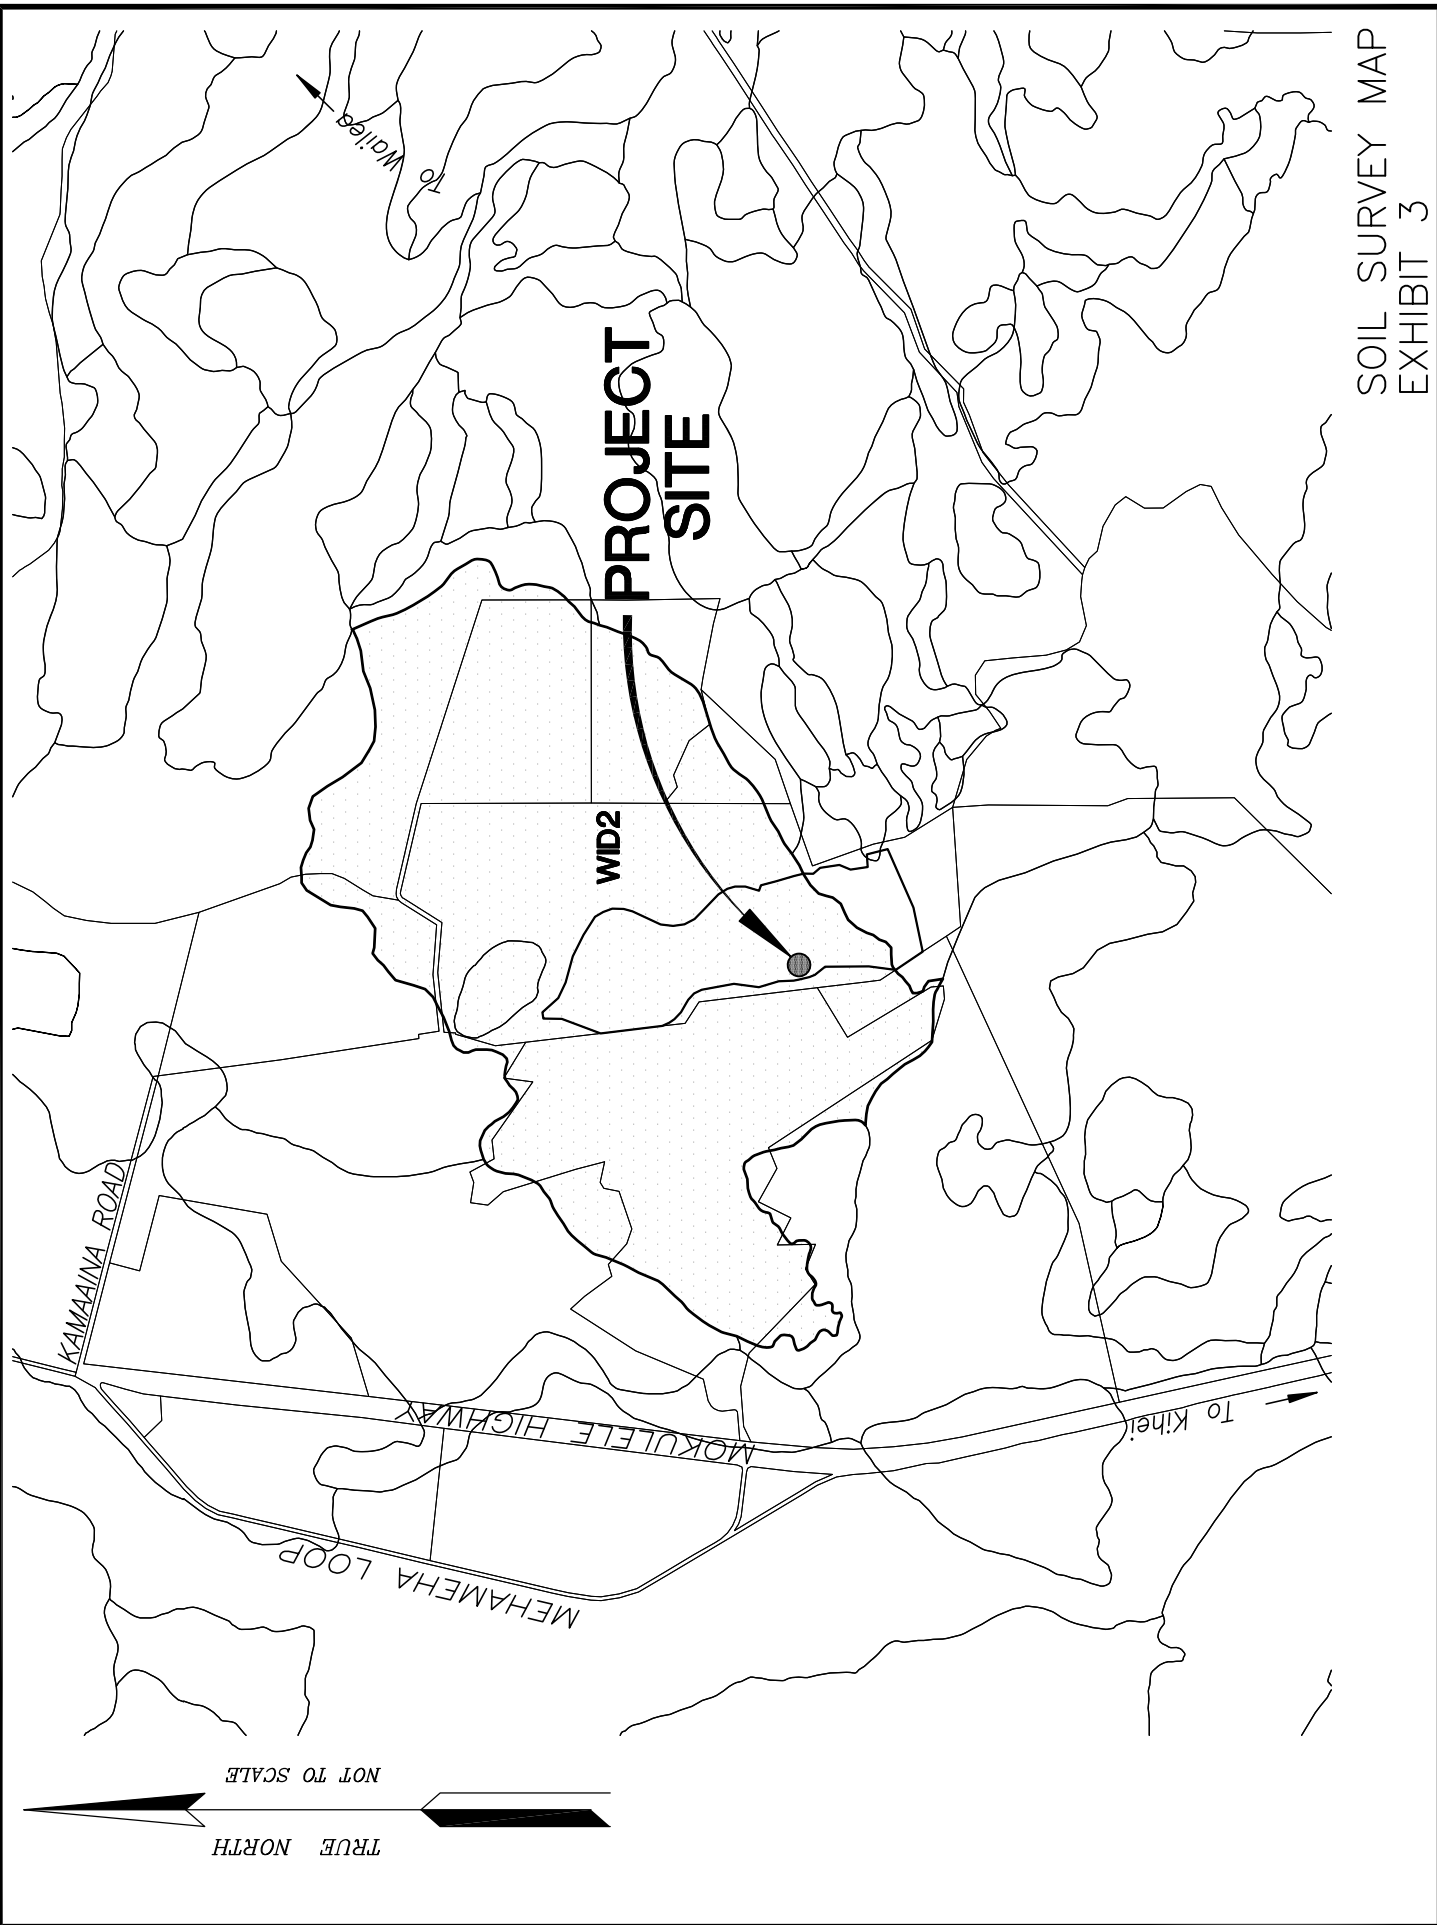 To Wailea
PROJECT
SITE
WID2
KAMAAINA ROAD
MOKULELE HIGHWAY
MEHAMEHA LOOP
To Kihei
TRUE NORTH
NOT TO SCALE
SOIL SURVEY MAP
EXHIBIT 3